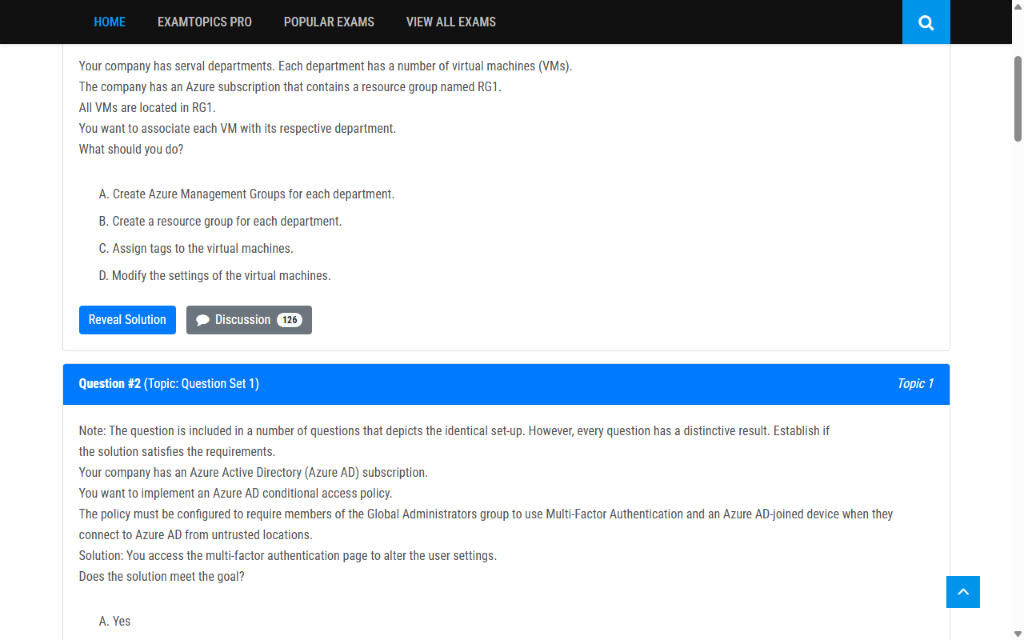 HOME EXAMTOPICS PRO POPULAR EXAMS VIEW ALL EXAMS
Your company has serval departments. Each department has a number of virtual machines (VMs).
The company has an Azure subscription that contains a resource group named RG1.
All VMs are located in RG1.
You want to associate each VM with its respective department.
What should you do?
A. Create Azure Management Groups for each department.
B. Create a resource group for each department.
C. Assign tags to the virtual machines.
D. Modify the settings of the virtual machines.
Reveal Solution Discussion 126
Question #2 (Topic: Question Set 1) Topic 1
Note: The question is included in a number of questions that depicts the identical set-up. However, every question has a distinctive result. Establish if
the solution satisfies the requirements.
Your company has an Azure Active Directory (Azure AD) subscription.
You want to implement an Azure AD conditional access policy.
The policy must be configured to require members of the Global Administrators group to use Multi-Factor Authentication and an Azure AD-joined device when they
connect to Azure AD from untrusted locations.
Solution: You access the multi-factor authentication page to alter the user settings.
Does the solution meet the goal?
A. Yes